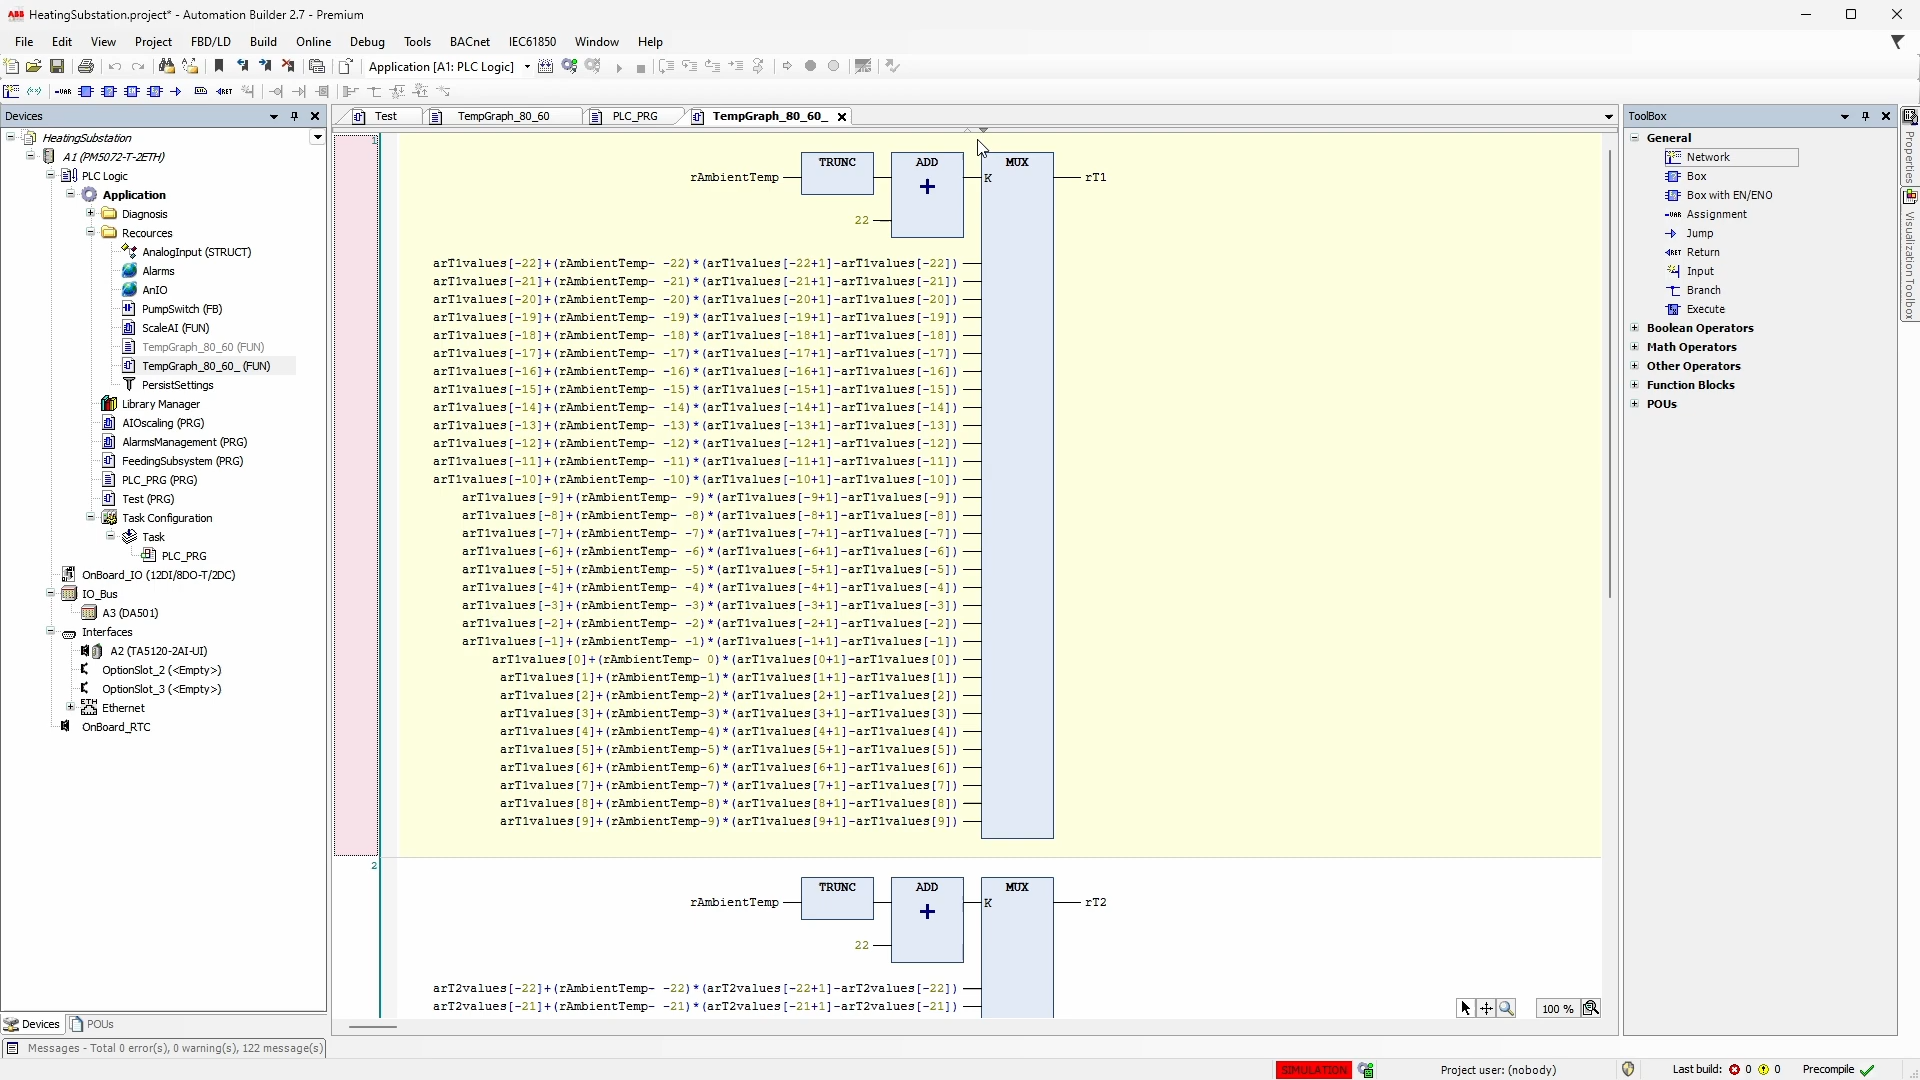 ABB HeatingSubstation.project* - Automation Builder 2.7 - Premium
File Edit View Project FBD/LD Build Online Debug Tools BACnet IEC61850 Window Help
Application [A1: PLC Logic]
Devices
HeatingSubstation
A1 (PM5072-T-2ETH)
PLC Logic
Application
Diagnosis
Recources
AnalogInput (STRUCT)
Alarms
AnIO
PumpSwitch (FB)
ScaleAI (FUN)
TempGraph_80_60 (FUN)
TempGraph_80_60_ (FUN)
PersistSettings
Library Manager
AIOscaling (PRG)
AlarmsManagement (PRG)
FeedingSubsystem (PRG)
PLC_PRG (PRG)
Test (PRG)
Task Configuration
Task
PLC_PRG
OnBoard_IO (12DI/8DO-T/2DC)
IO_Bus
A3 (DA501)
Interfaces
A2 (TA5120-2AI-UI)
OptionSlot_2 (<Empty>)
OptionSlot_3 (<Empty>)
Ethernet
OnBoard_RTC
Devices POUs
Messages - Total 0 error(s), 0 warning(s), 122 message(s)
Test TempGraph_80_60 PLC_PRG TempGraph_80_60_
1
TRUNC ADD MUX
rAmbientTemp + K rT1
22
arT1values[-22]+(rAmbientTemp- -22)*(arT1values[-22+1]-arT1values[-22])
arT1values[-21]+(rAmbientTemp- -21)*(arT1values[-21+1]-arT1values[-21])
arT1values[-20]+(rAmbientTemp- -20)*(arT1values[-20+1]-arT1values[-20])
arT1values[-19]+(rAmbientTemp- -19)*(arT1values[-19+1]-arT1values[-19])
arT1values[-18]+(rAmbientTemp- -18)*(arT1values[-18+1]-arT1values[-18])
arT1values[-17]+(rAmbientTemp- -17)*(arT1values[-17+1]-arT1values[-17])
arT1values[-16]+(rAmbientTemp- -16)*(arT1values[-16+1]-arT1values[-16])
arT1values[-15]+(rAmbientTemp- -15)*(arT1values[-15+1]-arT1values[-15])
arT1values[-14]+(rAmbientTemp- -14)*(arT1values[-14+1]-arT1values[-14])
arT1values[-13]+(rAmbientTemp- -13)*(arT1values[-13+1]-arT1values[-13])
arT1values[-12]+(rAmbientTemp- -12)*(arT1values[-12+1]-arT1values[-12])
arT1values[-11]+(rAmbientTemp- -11)*(arT1values[-11+1]-arT1values[-11])
arT1values[-10]+(rAmbientTemp- -10)*(arT1values[-10+1]-arT1values[-10])
arT1values[-9]+(rAmbientTemp- -9)*(arT1values[-9+1]-arT1values[-9])
arT1values[-8]+(rAmbientTemp- -8)*(arT1values[-8+1]-arT1values[-8])
arT1values[-7]+(rAmbientTemp- -7)*(arT1values[-7+1]-arT1values[-7])
arT1values[-6]+(rAmbientTemp- -6)*(arT1values[-6+1]-arT1values[-6])
arT1values[-5]+(rAmbientTemp- -5)*(arT1values[-5+1]-arT1values[-5])
arT1values[-4]+(rAmbientTemp- -4)*(arT1values[-4+1]-arT1values[-4])
arT1values[-3]+(rAmbientTemp- -3)*(arT1values[-3+1]-arT1values[-3])
arT1values[-2]+(rAmbientTemp- -2)*(arT1values[-2+1]-arT1values[-2])
arT1values[-1]+(rAmbientTemp- -1)*(arT1values[-1+1]-arT1values[-1])
arT1values[0]+(rAmbientTemp- 0)*(arT1values[0+1]-arT1values[0])
arT1values[1]+(rAmbientTemp-1)*(arT1values[1+1]-arT1values[1])
arT1values[2]+(rAmbientTemp-2)*(arT1values[2+1]-arT1values[2])
arT1values[3]+(rAmbientTemp-3)*(arT1values[3+1]-arT1values[3])
arT1values[4]+(rAmbientTemp-4)*(arT1values[4+1]-arT1values[4])
arT1values[5]+(rAmbientTemp-5)*(arT1values[5+1]-arT1values[5])
arT1values[6]+(rAmbientTemp-6)*(arT1values[6+1]-arT1values[6])
arT1values[7]+(rAmbientTemp-7)*(arT1values[7+1]-arT1values[7])
arT1values[8]+(rAmbientTemp-8)*(arT1values[8+1]-arT1values[8])
arT1values[9]+(rAmbientTemp-9)*(arT1values[9+1]-arT1values[9])
2
TRUNC ADD MUX
rAmbientTemp + K rT2
22
arT2values[-22]+(rAmbientTemp- -22)*(arT2values[-22+1]-arT2values[-22])
arT2values[-21]+(rAmbientTemp- -21)*(arT2values[-21+1]-arT2values[-21])
100 %
ToolBox
General
Network
Box
Box with EN/ENO
Assignment
Jump
Return
Input
Branch
Execute
Boolean Operators
Math Operators
Other Operators
Function Blocks
POUs
Properties
Visualization Toolbox
SIMULATION Project user: (nobody) Last build: 0 0 Precompile